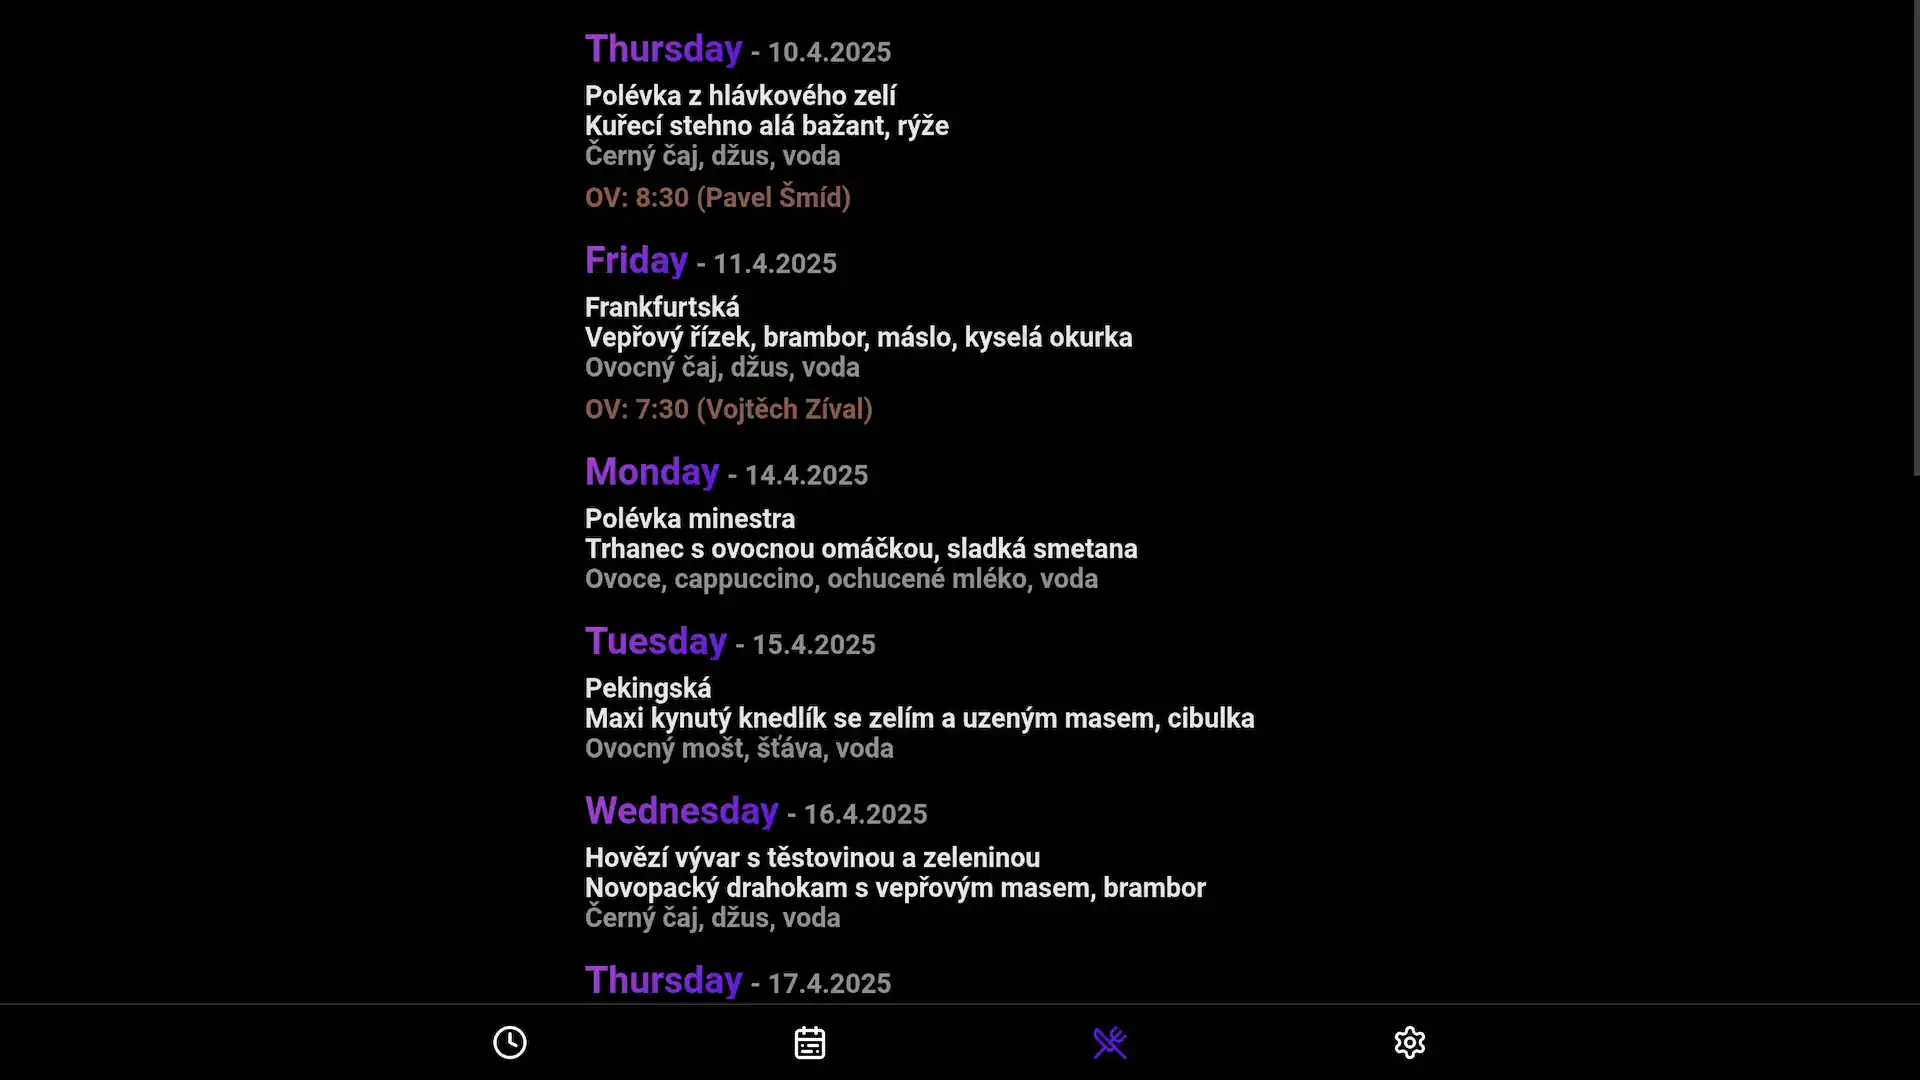 Thursday - 10.4.2025
Polévka z hlávkového zelí
Kuřecí stehno alá bažant, rýže
Černý čaj, džus, voda
OV: 8:30 (Pavel Šmíd)
Friday - 11.4.2025
Frankfurtská
Vepřový řízek, brambor, máslo, kyselá okurka
Ovocný čaj, džus, voda
OV: 7:30 (Vojtěch Zíval)
Monday - 14.4.2025
Polévka minestra
Trhanec s ovocnou omáčkou, sladká smetana
Ovoce, cappuccino, ochucené mléko, voda
Tuesday - 15.4.2025
Pekingská
Maxi kynutý knedlík se zelím a uzeným masem, cibulka
Ovocný mošt, šťáva, voda
Wednesday - 16.4.2025
Hovězí vývar s těstovinou a zeleninou
Novopacký drahokam s vepřovým masem, brambor
Černý čaj, džus, voda
Thursday - 17.4.2025